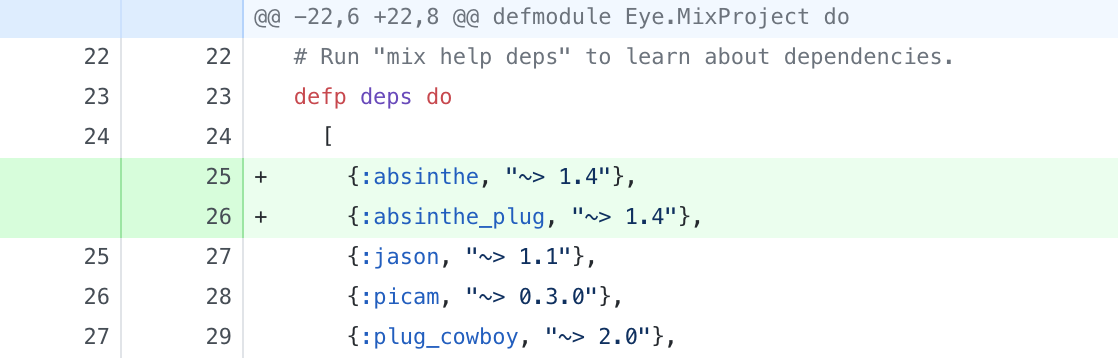 @@ -22,6 +22,8 @@ defmodule Eye.MixProject do
22 22 # Run "mix help deps" to learn about dependencies.
23 23 defp deps do
24 24 [
25 + {:absinthe, "~> 1.4"},
26 + {:absinthe_plug, "~> 1.4"},
25 27 {:jason, "~> 1.1"},
26 28 {:picam, "~> 0.3.0"},
27 29 {:plug_cowboy, "~> 2.0"},